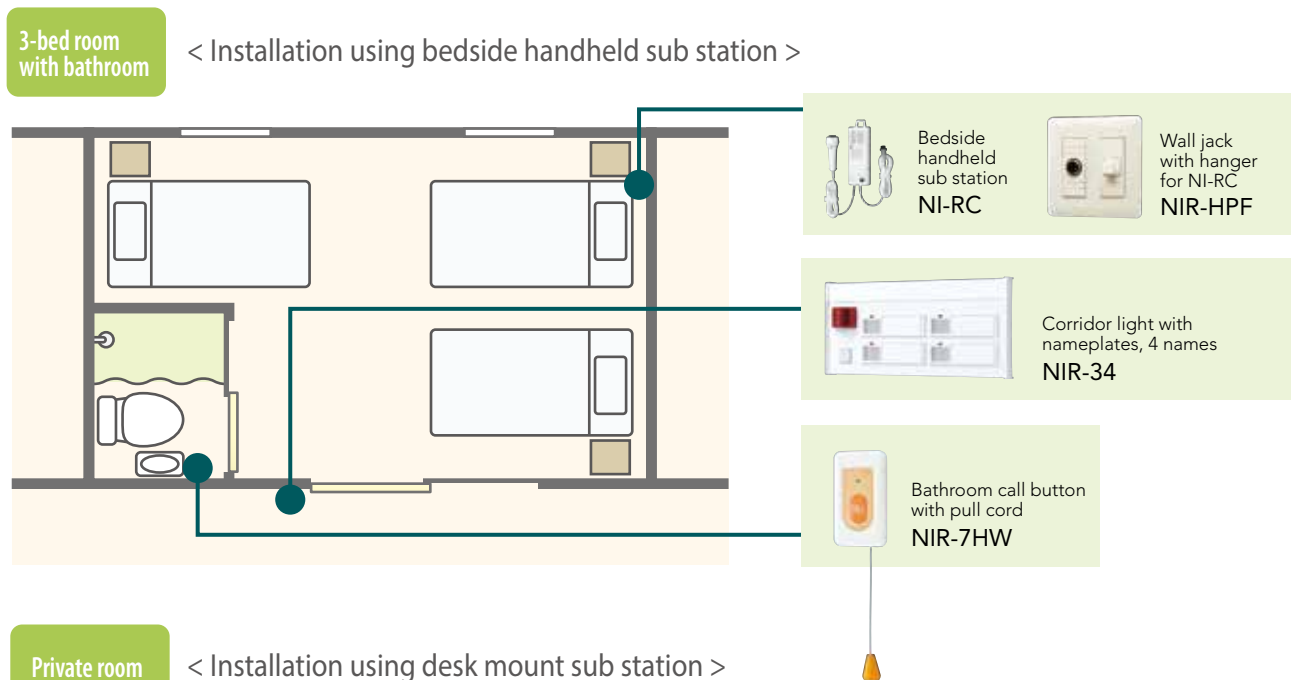 3-bed room
with bathroom
< Installation using bedside handheld sub station >
Bedside
handheld
sub station
NI-RC
Wall jack
with hanger
for NI-RC
NIR-HPF
Corridor light with
nameplates, 4 names
NIR-34
Bathroom call button
with pull cord
NIR-7HW
Private room
< Installation using desk mount sub station >